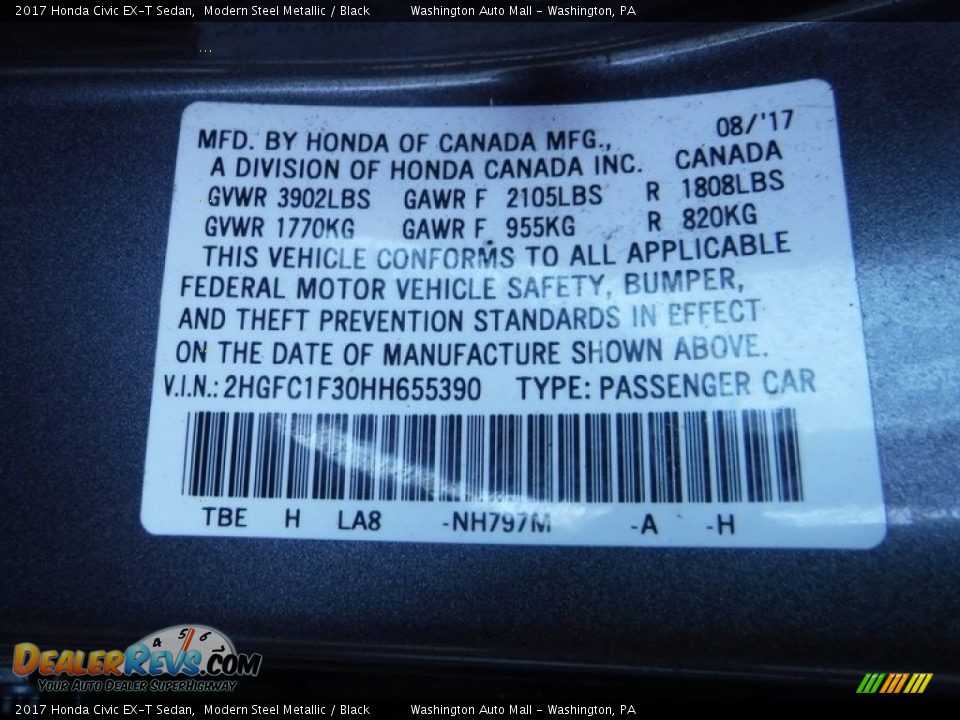 2017 Honda Civic EX-T Sedan, Modern Steel Metallic / Black Washington Auto Mall - Washington, PA
MFD. BY HONDA OF CANADA MFG., 08/'17
A DIVISION OF HONDA CANADA INC. CANADA
GVWR 3902LBS GAWR F 2105LBS R 1808LBS
GVWR 1770KG GAWR F 955KG R 820KG
THIS VEHICLE CONFORMS TO ALL APPLICABLE
FEDERAL MOTOR VEHICLE SAFETY, BUMPER,
AND THEFT PREVENTION STANDARDS IN EFFECT
ON THE DATE OF MANUFACTURE SHOWN ABOVE.
V.I.N.: 2HGFC1F30HH655390 TYPE: PASSENGER CAR
TBE H LA8 -NH797M -A -H
4 5 6 7
DEALERREVS.COM
YOUR AUTO DEALER SUPERHIGHWAY
2017 Honda Civic EX-T Sedan, Modern Steel Metallic / Black Washington Auto Mall - Washington, PA